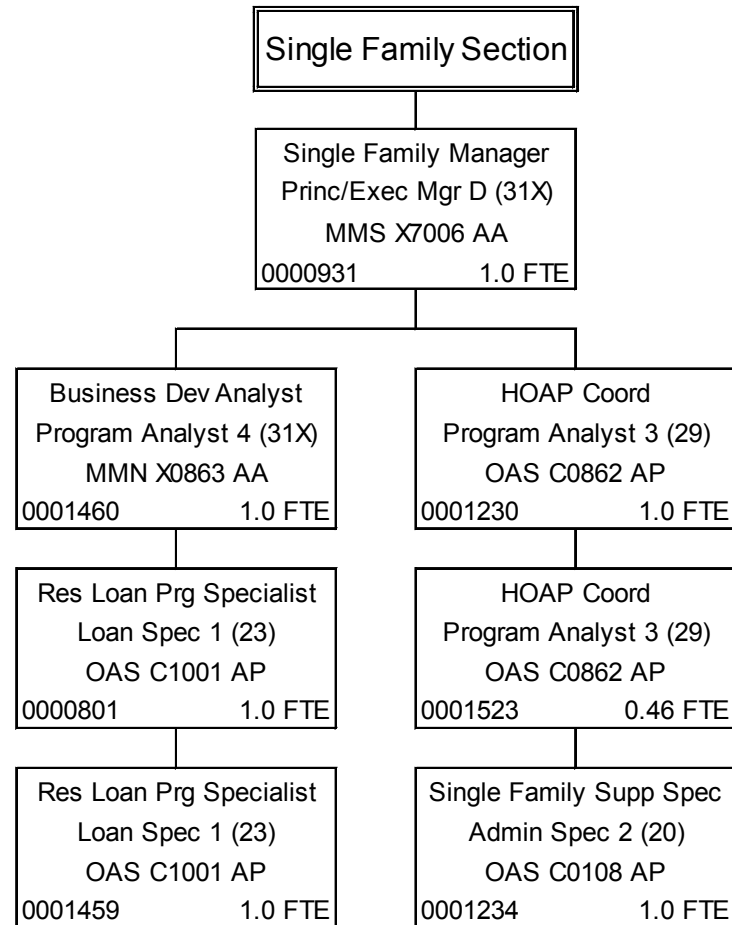 Single Family Section
Single Family Manager
Princ/Exec Mgr D (31X)
MMS X7006 AA
0000931 1.0 FTE
Business Dev Analyst
Program Analyst 4 (31X)
MMN X0863 AA
0001460 1.0 FTE
HOAP Coord
Program Analyst 3 (29)
OAS C0862 AP
0001230 1.0 FTE
Res Loan Prg Specialist
Loan Spec 1 (23)
OAS C1001 AP
0000801 1.0 FTE
HOAP Coord
Program Analyst 3 (29)
OAS C0862 AP
0001523 0.46 FTE
Res Loan Prg Specialist
Loan Spec 1 (23)
OAS C1001 AP
0001459 1.0 FTE
Single Family Supp Spec
Admin Spec 2 (20)
OAS C0108 AP
0001234 1.0 FTE